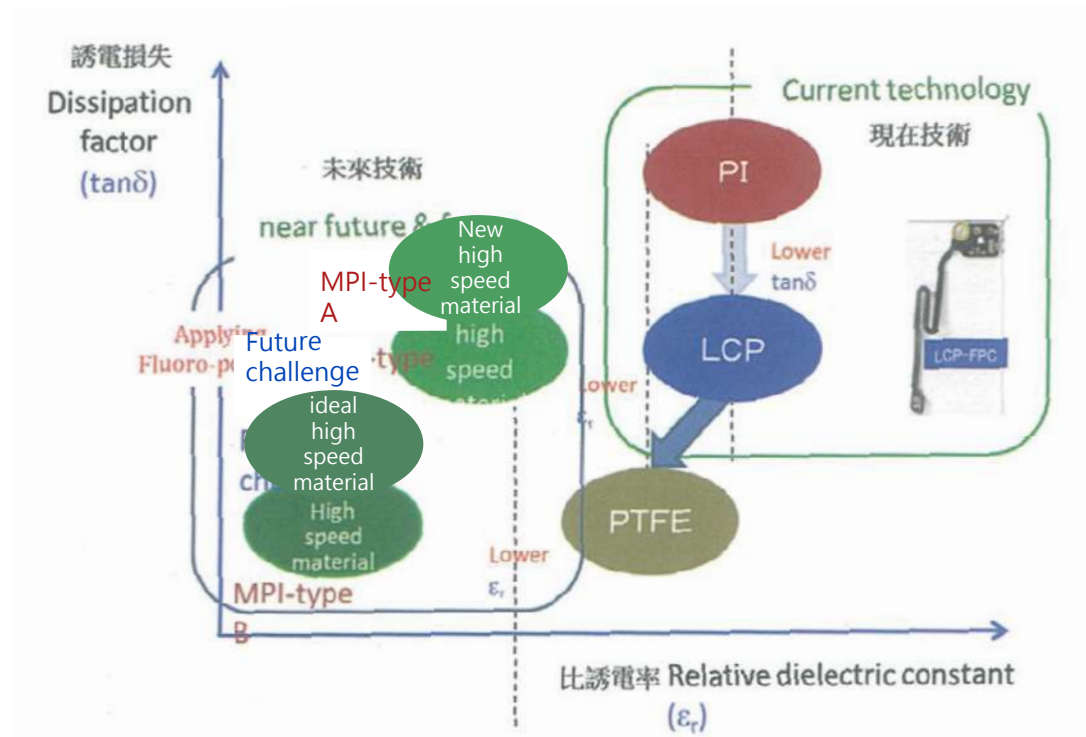 誘電損失
Dissipation
factor
(tanδ)
未來技術
near future &
New
high
speed
material
MPI-type
A
Applying
Fluoro-po
Future
challenge
-type
high
speed
ideal
high
speed
material
High
speed
material
MPI-type
B
Lower
εr
Lower
εr
Current technology
現在技術
PI
Lower
tanδ
LCP
LCP-FPC
PTFE
比誘電率 Relative dielectric constant
(εr)